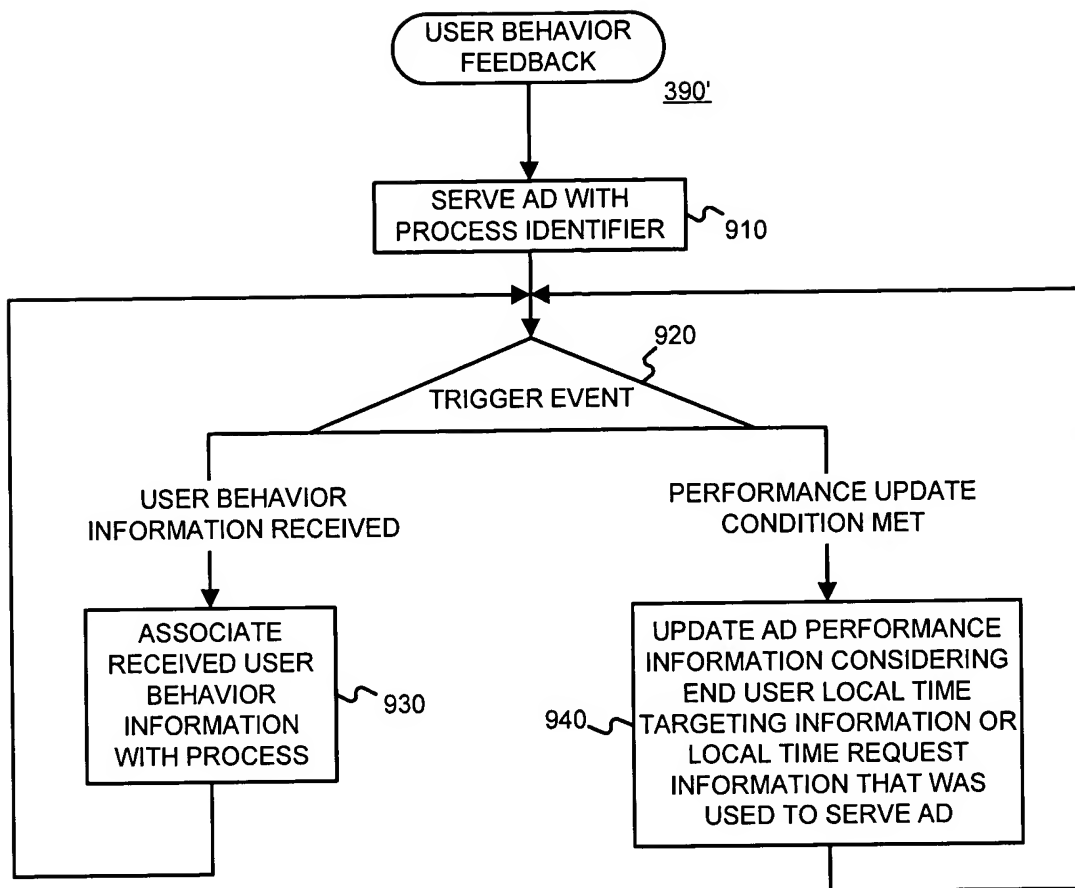 USER BEHAVIOR
FEEDBACK
390'
SERVE AD WITH
PROCESS IDENTIFIER
910
920
TRIGGER EVENT
USER BEHAVIOR
INFORMATION RECEIVED
PERFORMANCE UPDATE
CONDITION MET
ASSOCIATE
RECEIVED USER
BEHAVIOR
INFORMATION
WITH PROCESS
930
940
UPDATE AD PERFORMANCE
INFORMATION CONSIDERING
END USER LOCAL TIME
TARGETING INFORMATION OR
LOCAL TIME REQUEST
INFORMATION THAT WAS
USED TO SERVE AD